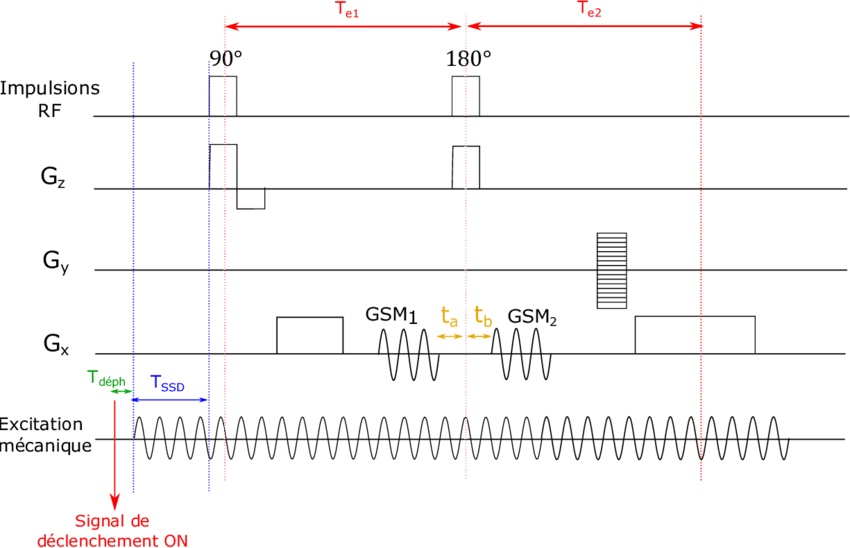 Te1
Te2
90°
180°
Impulsions
RF
Gz
Gy
GSM1
ta
tb
GSM2
Gx
Tdéph
TSSD
Excitation
mécanique
Signal de
déclenchement ON